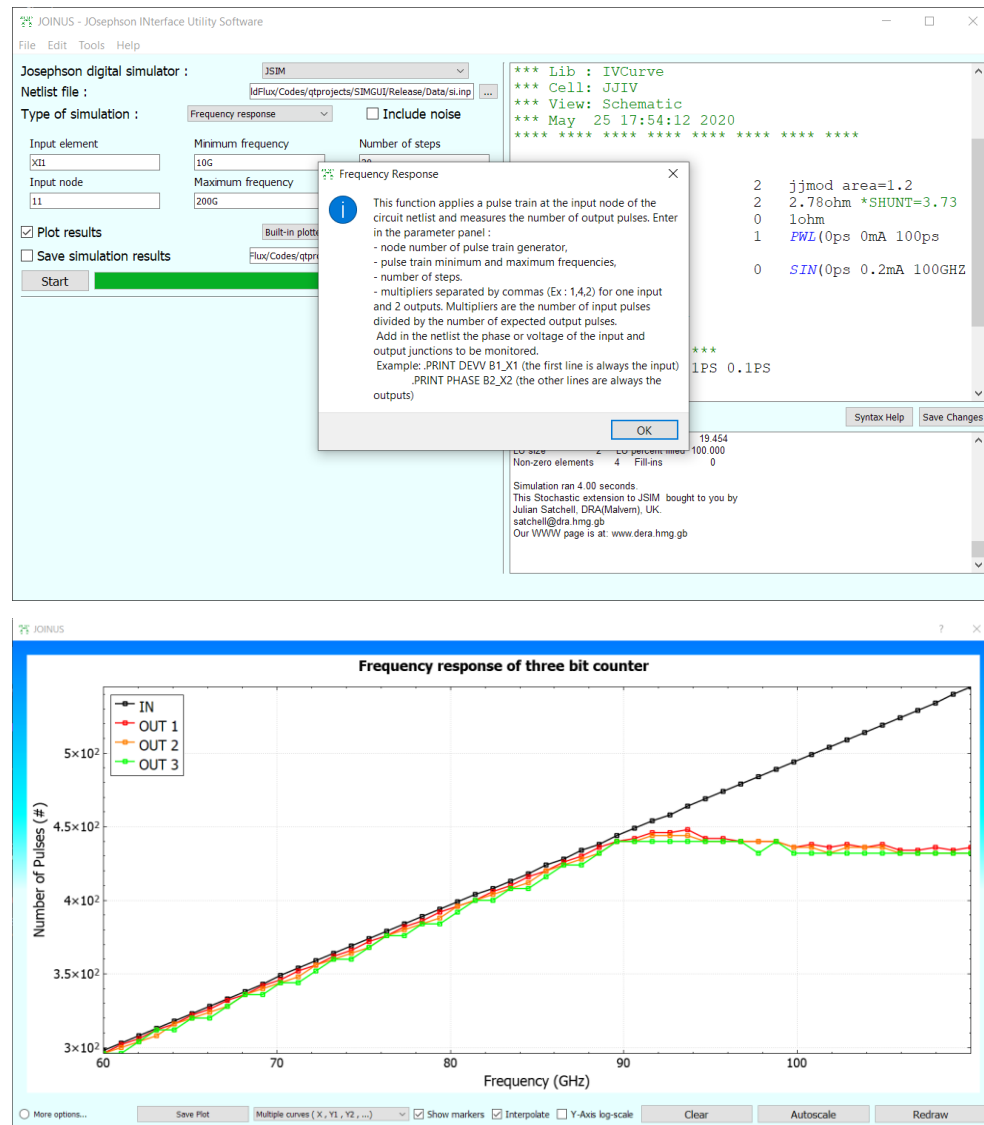 JOINUS - JOsephson INterface Utility Software
File Edit Tools Help
Josephson digital simulator : JSIM
Netlist file : ldFlux/Codes/qtprojects/SIMGUI/Release/Data/si.inp ...
Type of simulation : Frequency response Include noise
Input element Minimum frequency Number of steps
XI1 10G
Input node Maximum frequency
11 200G
Plot results Built-in plotte
Save simulation results Flux/Codes/qtpr
Start
*** Lib : IVCurve
*** Cell: JJIV
*** View: Schematic
*** May 25 17:54:12 2020
**** **** **** **** **** **** **** ****
2 jjmod area=1.2
2 2.78ohm *SHUNT=3.73
0 1ohm
1 PWL(0ps 0mA 100ps
0 SIN(0ps 0.2mA 100GHZ
***
1PS 0.1PS
Frequency Response
This function applies a pulse train at the input node of the
circuit netlist and measures the number of output pulses. Enter
in the parameter panel :
- node number of pulse train generator,
- pulse train minimum and maximum frequencies,
- number of steps.
- multipliers separated by commas (Ex : 1,4,2) for one input
and 2 outputs. Multipliers are the number of input pulses
divided by the number of expected output pulses.
Add in the netlist the phase or voltage of the input and
output junctions to be monitored.
Example: .PRINT DEVV B1_X1 (the first line is always the input)
.PRINT PHASE B2_X2 (the other lines are always the
outputs)
OK
Syntax Help Save Changes
19.454
LU size 2 LU percent filled 100.000
Non-zero elements 4 Fill-ins 0
Simulation ran 4.00 seconds.
This Stochastic extension to JSIM bought to you by
Julian Satchell, DRA(Malvern), UK.
satchell@dra.hmg.gb
Our WWW page is at: www.dera.hmg.gb
JOINUS ?
Frequency response of three bit counter
IN
OUT 1
OUT 2
OUT 3
5×10²
4.5×10²
4×10²
3.5×10²
3×10²
Number of Pulses (#)
60 70 80 90 100
Frequency (GHz)
More options... Save Plot Multiple curves ( X , Y1 , Y2 , ...) Show markers Interpolate Y-Axis log-scale Clear Autoscale Redraw